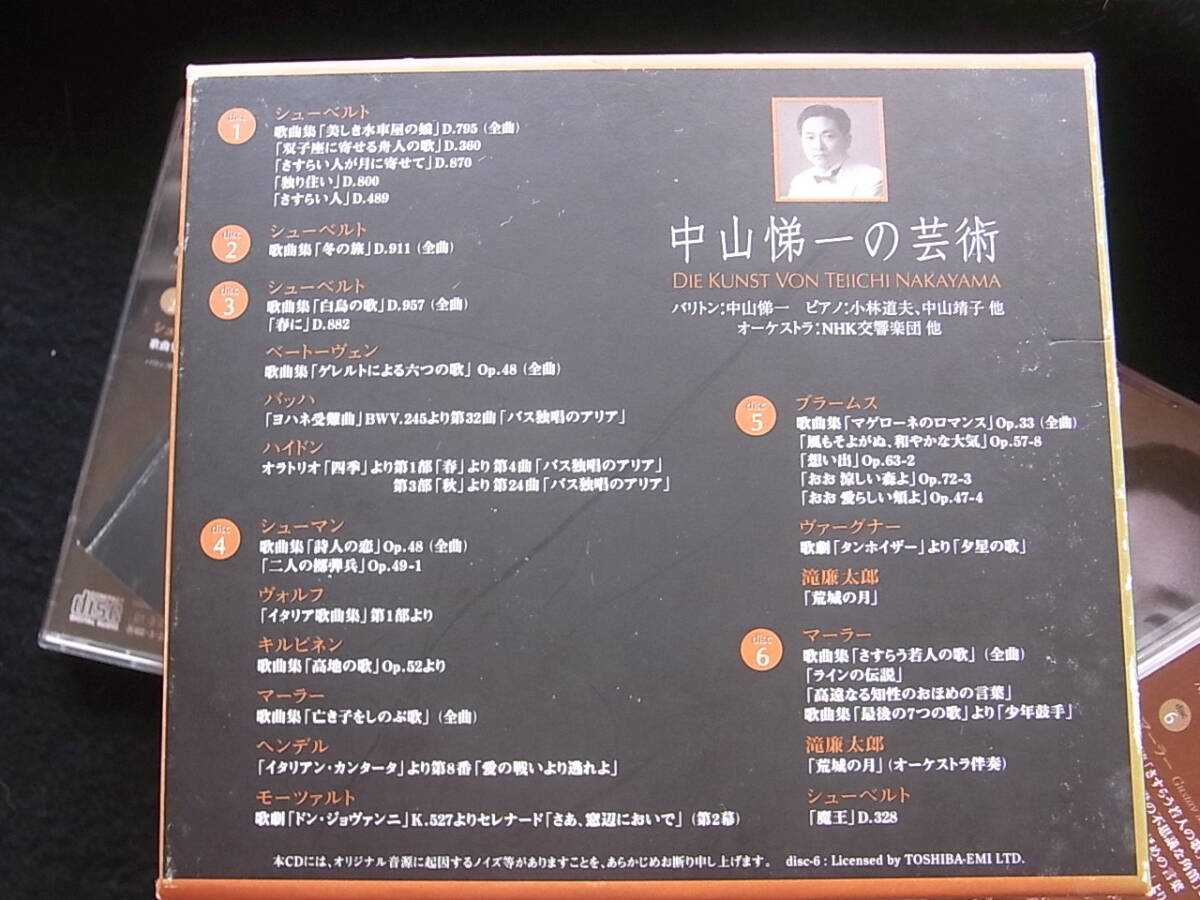 disc
1
シューベルト
歌曲集「美しき水車屋の娘」D.795（全曲）
「双子座に寄せる舟人の歌」D.360
「さすらい人が月に寄せて」D.870
「独り住い」D.800
「さすらい人」D.489
disc
2
シューベルト
歌曲集「冬の旅」D.911（全曲）
disc
3
シューベルト
歌曲集「白鳥の歌」D.957（全曲）
「春に」D.882
ベートーヴェン
歌曲集「ゲレルトによる六つの歌」Op.48（全曲）
バッハ
「ヨハネ受難曲」BWV.245より第32曲「バス独唱のアリア」
ハイドン
オラトリオ「四季」より第1部「春」より第4曲「バス独唱のアリア」
第3部「秋」より第24曲「バス独唱のアリア」
disc
4
シューマン
歌曲集「詩人の恋」Op.48（全曲）
「二人の擲弾兵」Op.49-1
ヴォルフ
「イタリア歌曲集」第1部より
キルピネン
歌曲集「高地の歌」Op.52より
マーラー
歌曲集「亡き子をしのぶ歌」（全曲）
ヘンデル
「イタリアン・カンタータ」より第8番「愛の戦いより逃れよ」
モーツァルト
歌劇「ドン・ジョヴァンニ」K.527よりセレナード「さあ、窓辺においで」（第2幕）
中山悌一の芸術
DIE KUNST VON TEIICHI NAKAYAMA
バリトン:中山悌一 ピアノ:小林道夫、中山靖子 他
オーケストラ:NHK交響楽団 他
disc
5
ブラームス
歌曲集「マゲローネのロマンス」Op.33（全曲）
「風もそよがぬ、和やかな大気」Op.57-8
「想い出」Op.63-2
「おお 涼しい森よ」Op.72-3
「おお 愛らしい頬よ」Op.47-4
ヴァーグナー
歌劇「タンホイザー」より「夕星の歌」
滝廉太郎
「荒城の月」
disc
6
マーラー
歌曲集「さすらう若人の歌」（全曲）
「ラインの伝説」
「高遠なる知性のおほめの言葉」
歌曲集「最後の7つの歌」より「少年鼓手」
滝廉太郎
「荒城の月」（オーケストラ伴奏）
シューベルト
「魔王」D.328
本CDには、オリジナル音源に起因するノイズ等がありますことを、あらかじめお断り申し上げます。 disc-6 : Licensed by TOSHIBA-EMI LTD.
disc
disc
6
マーラー
「さすらう若人の歌